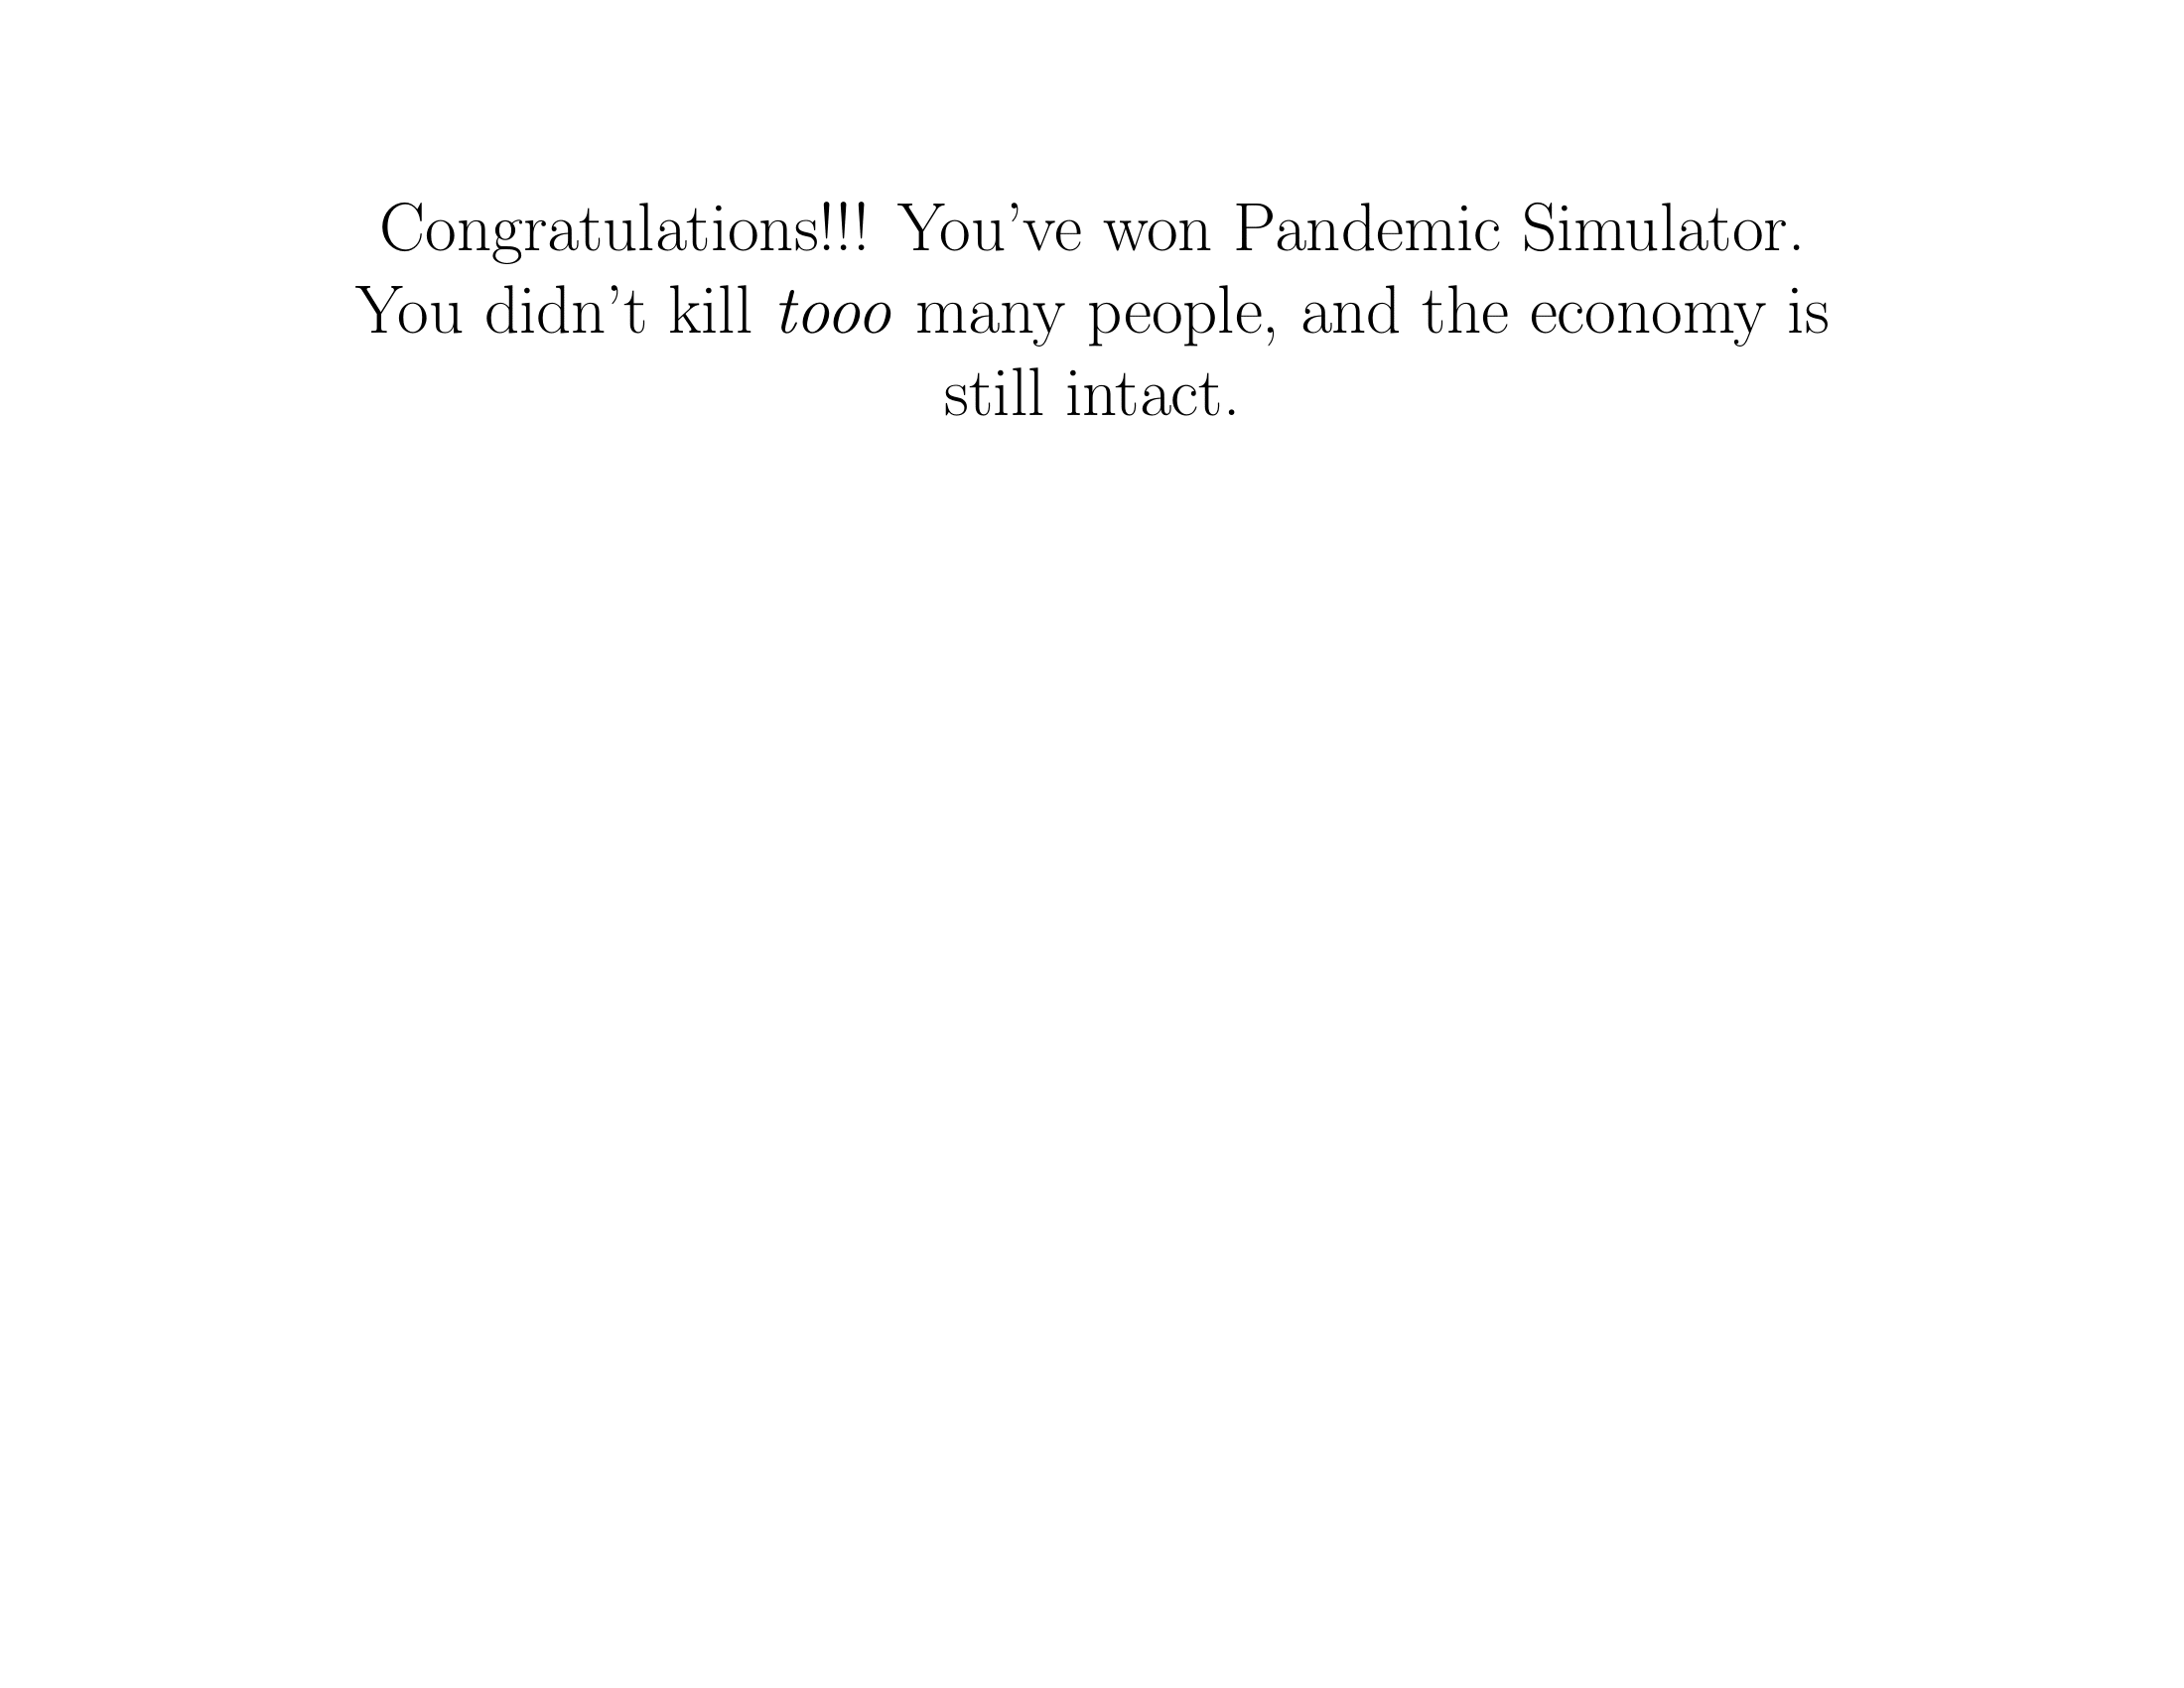 Congratulations!!! You've won Pandemic Simulator.
You didn't kill tooo many people, and the economy is
still intact.